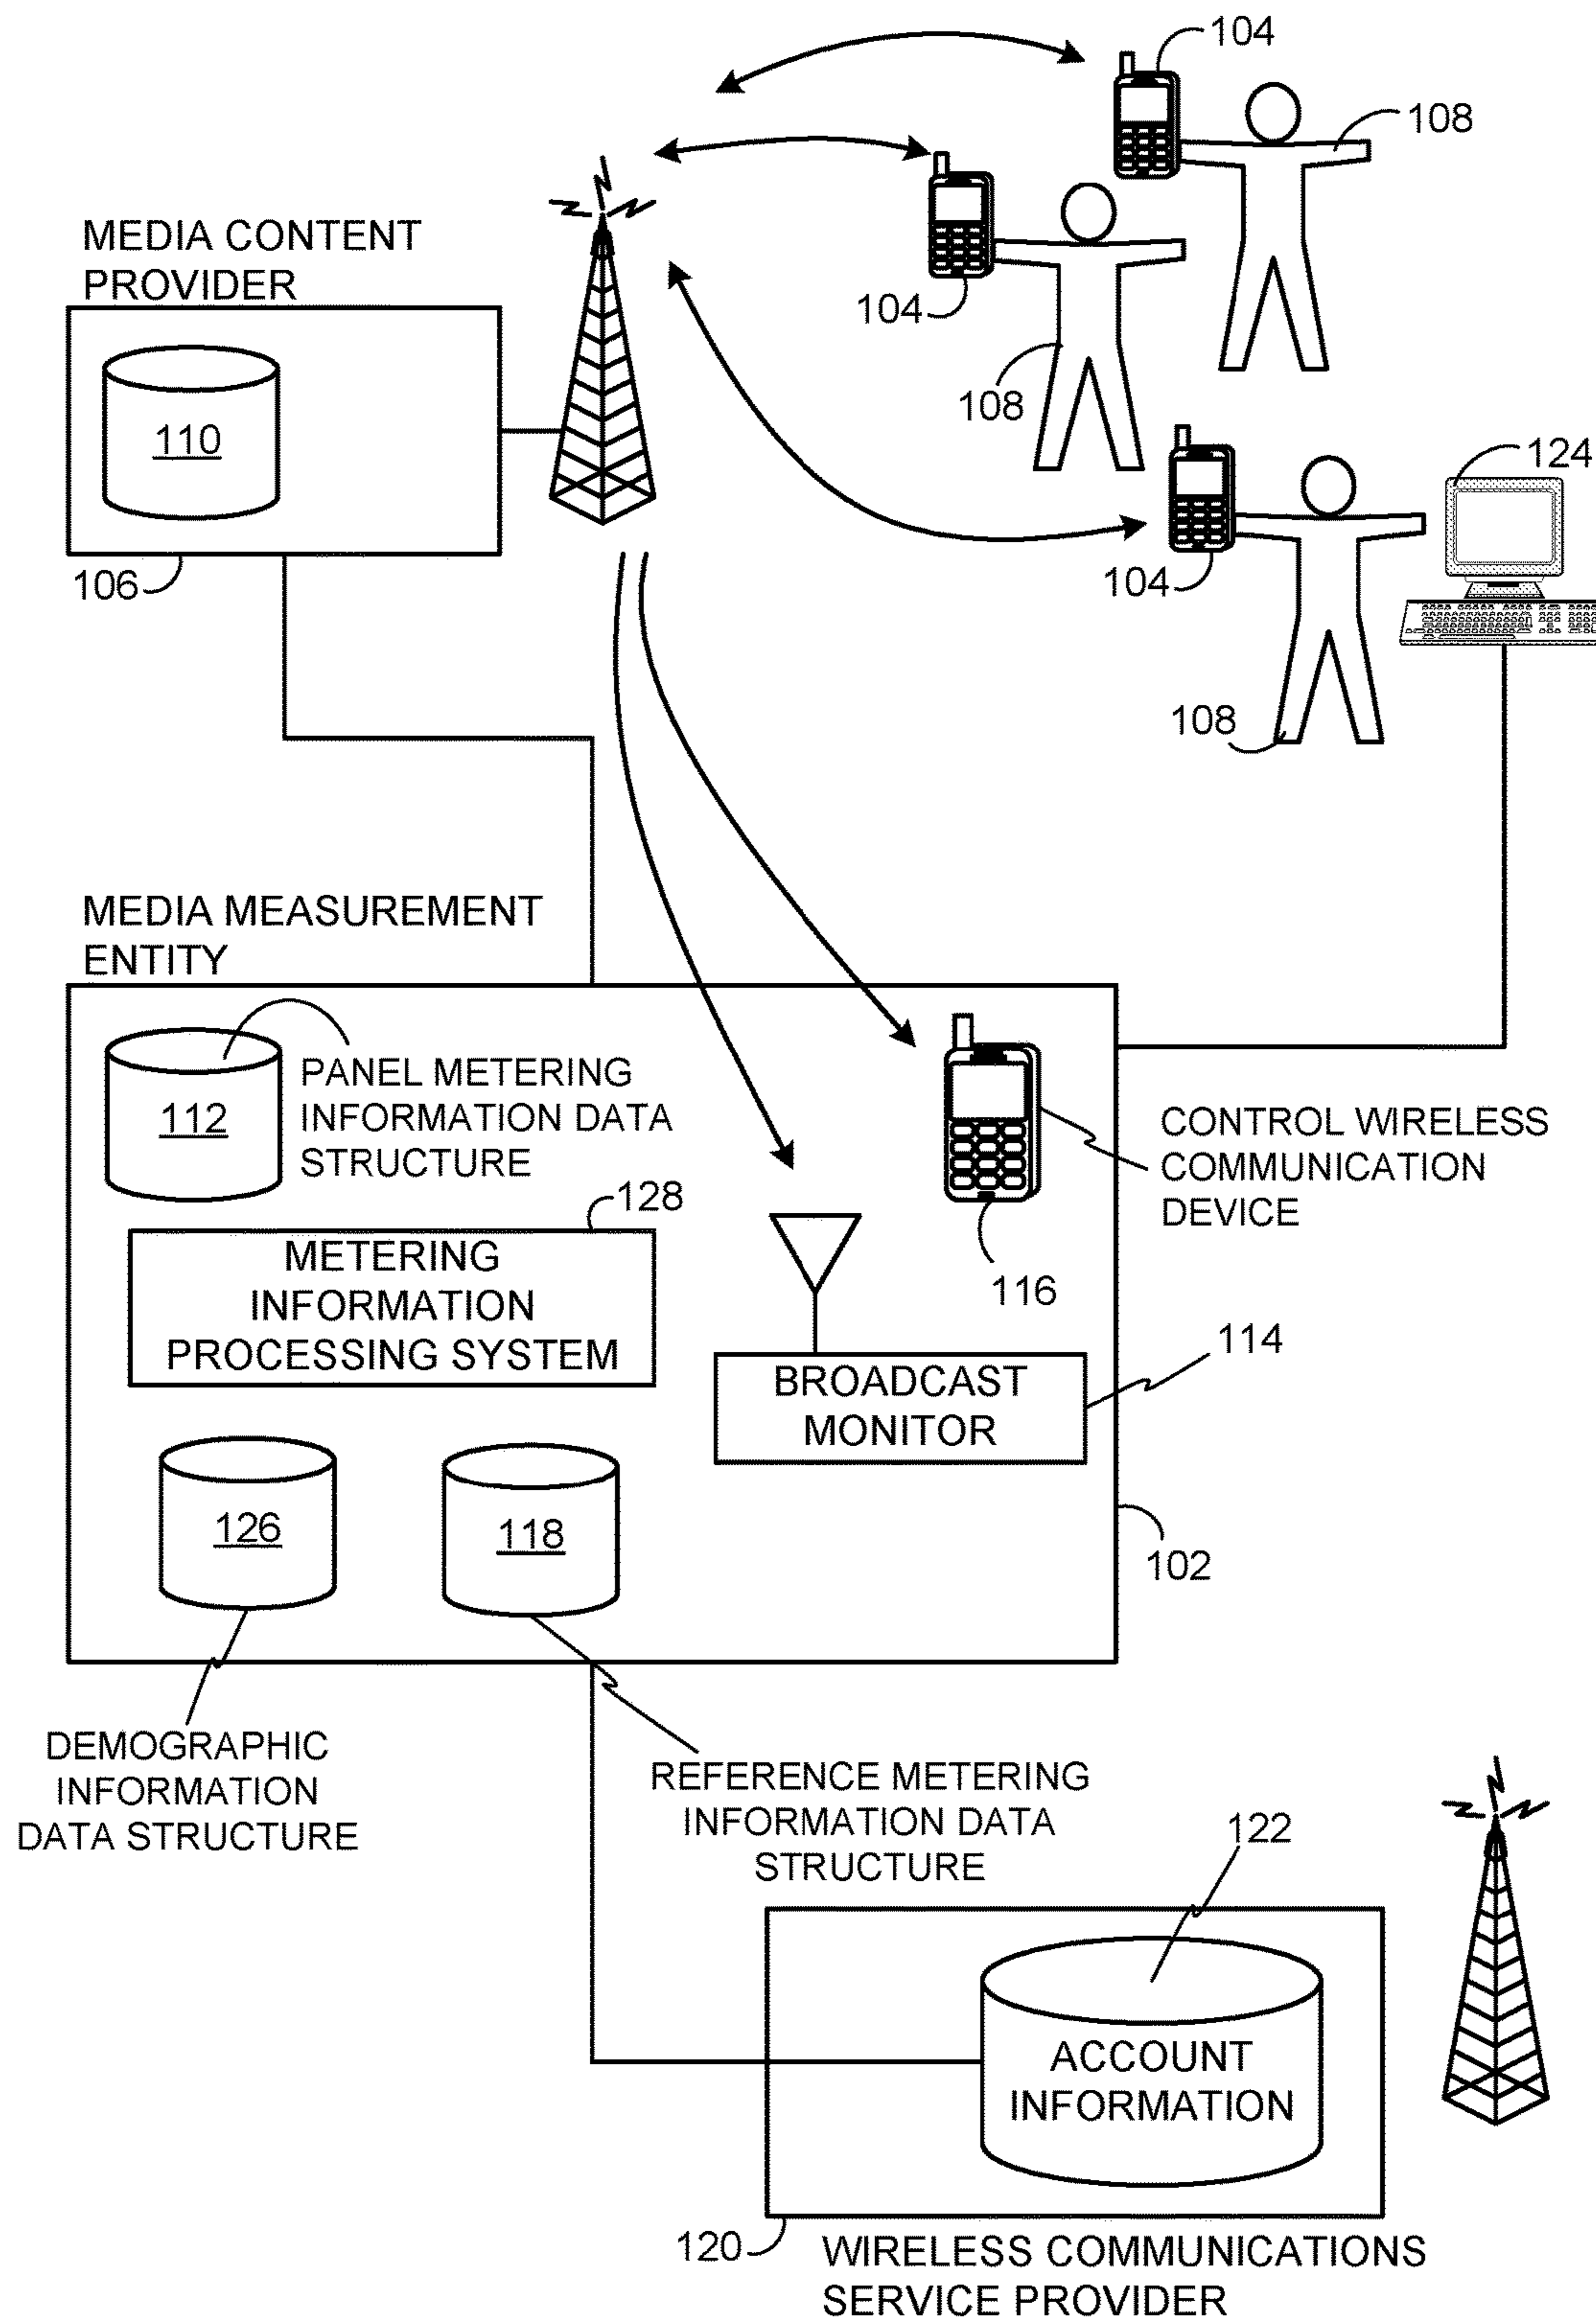 104
108
MEDIA CONTENT
PROVIDER
104
110
108
124
106
104
108
MEDIA MEASUREMENT
ENTITY
112
PANEL METERING
INFORMATION DATA
STRUCTURE
CONTROL WIRELESS
COMMUNICATION
DEVICE
128
METERING
INFORMATION
PROCESSING SYSTEM
116
114
BROADCAST
MONITOR
126
118
102
DEMOGRAPHIC
INFORMATION
DATA STRUCTURE
REFERENCE METERING
INFORMATION DATA
STRUCTURE
122
ACCOUNT
INFORMATION
120
WIRELESS COMMUNICATIONS
SERVICE PROVIDER